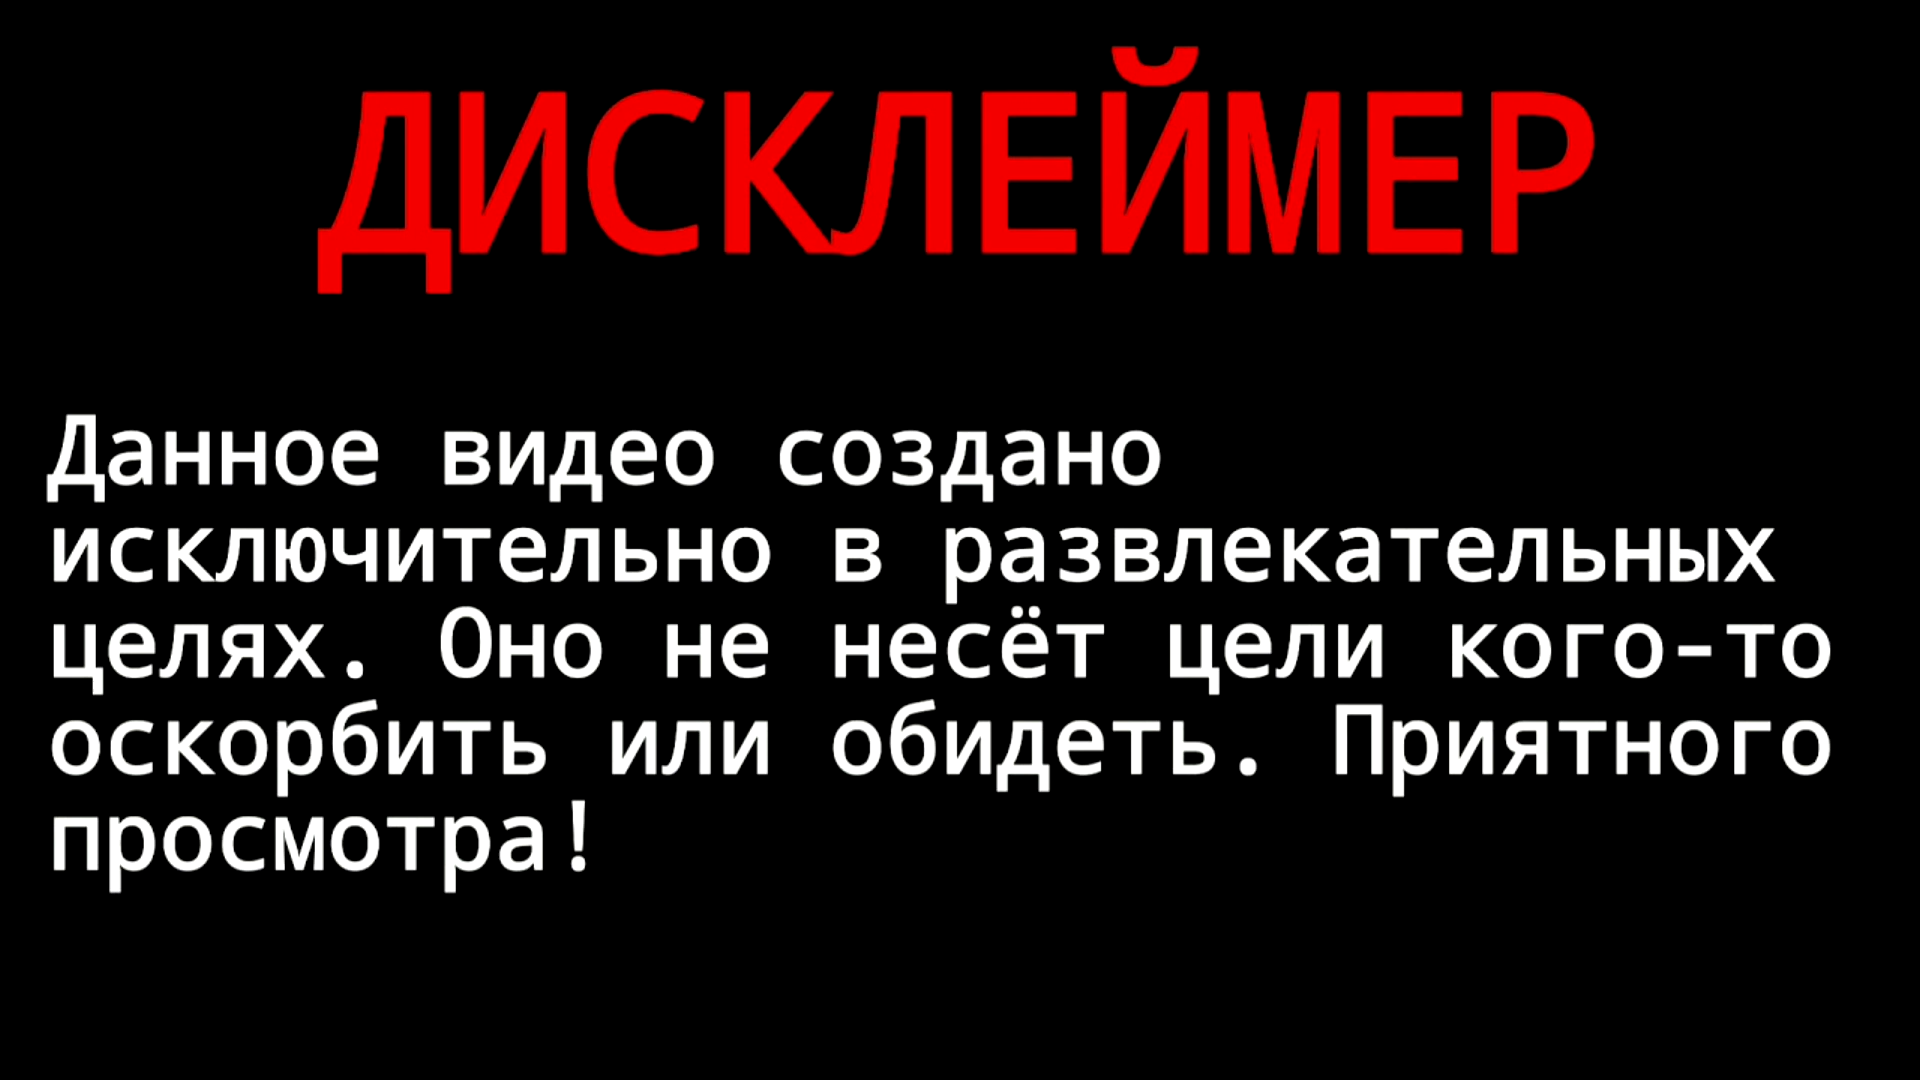 ДИСКЛЕЙМЕР
Данное видео создано
исключительно в развлекательных
целях. Оно не несёт цели кого-то
оскорбить или обидеть. Приятного
просмотра!